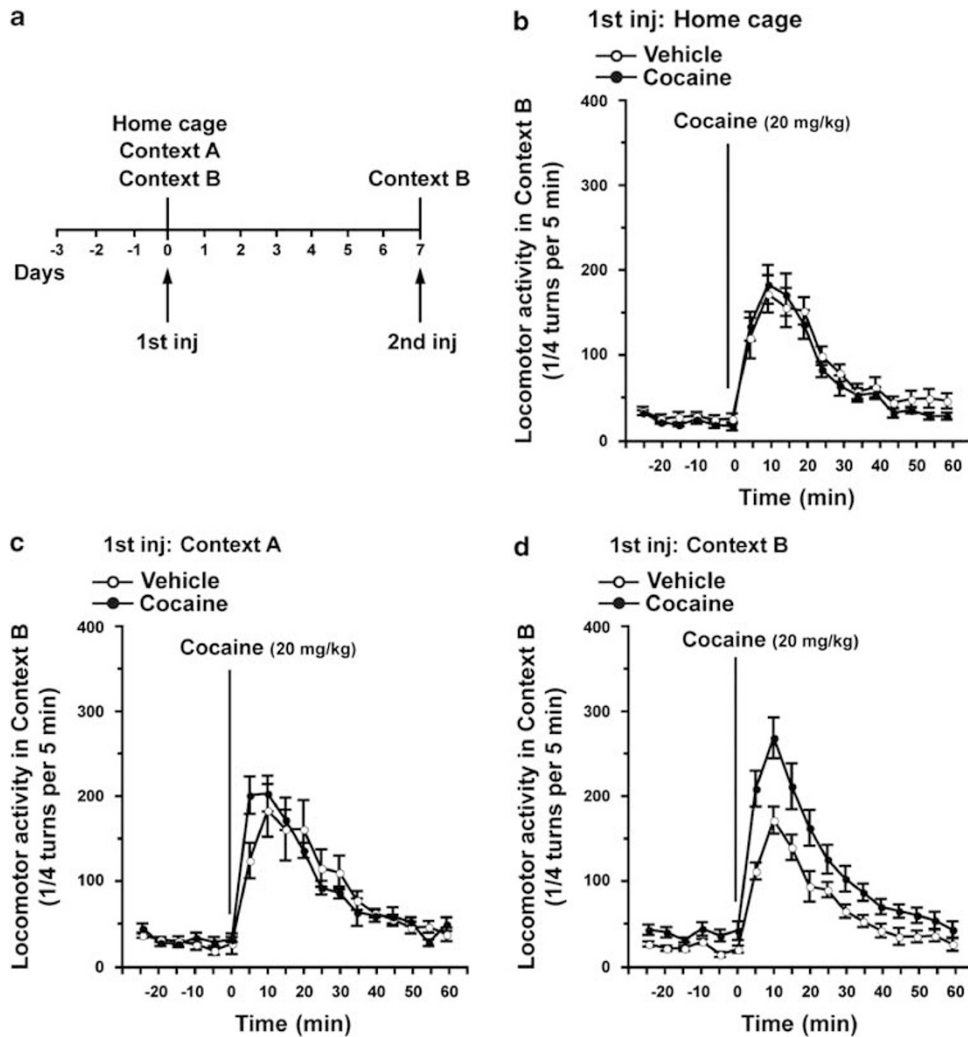 a
Home cage
Context A
Context B
Context B
-3 -2 -1 0 1 2 3 4 5 6 7
Days
1st inj
2nd inj
b
1st inj: Home cage
Vehicle
Cocaine
Cocaine (20 mg/kg)
Locomotor activity in Context B
(1/4 turns per 5 min)
400
300
200
100
0
-20 -10 0 10 20 30 40 50 60
Time (min)
c
1st inj: Context A
Vehicle
Cocaine
Cocaine (20 mg/kg)
Locomotor activity in Context B
(1/4 turns per 5 min)
400
300
200
100
0
-20 -10 0 10 20 30 40 50 60
Time (min)
d
1st inj: Context B
Vehicle
Cocaine
Cocaine (20 mg/kg)
Locomotor activity in Context B
(1/4 turns per 5 min)
400
300
200
100
0
-20 -10 0 10 20 30 40 50 60
Time (min)